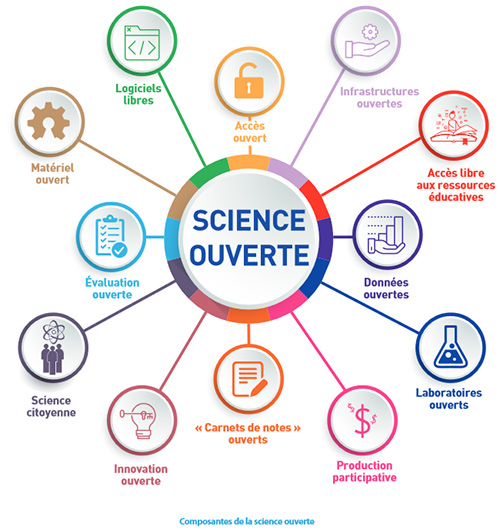 Logiciels
libres
Accès
ouvert
Infrastructures
ouvertes
Matériel
ouvert
Accès libre
aux ressources
éducatives
SCIENCE
OUVERTE
Évaluation
ouverte
Données
ouvertes
Science
citoyenne
Laboratoires
ouverts
« Carnets de notes »
ouverts
Innovation
ouverte
Production
participative
Composantes de la science ouverte